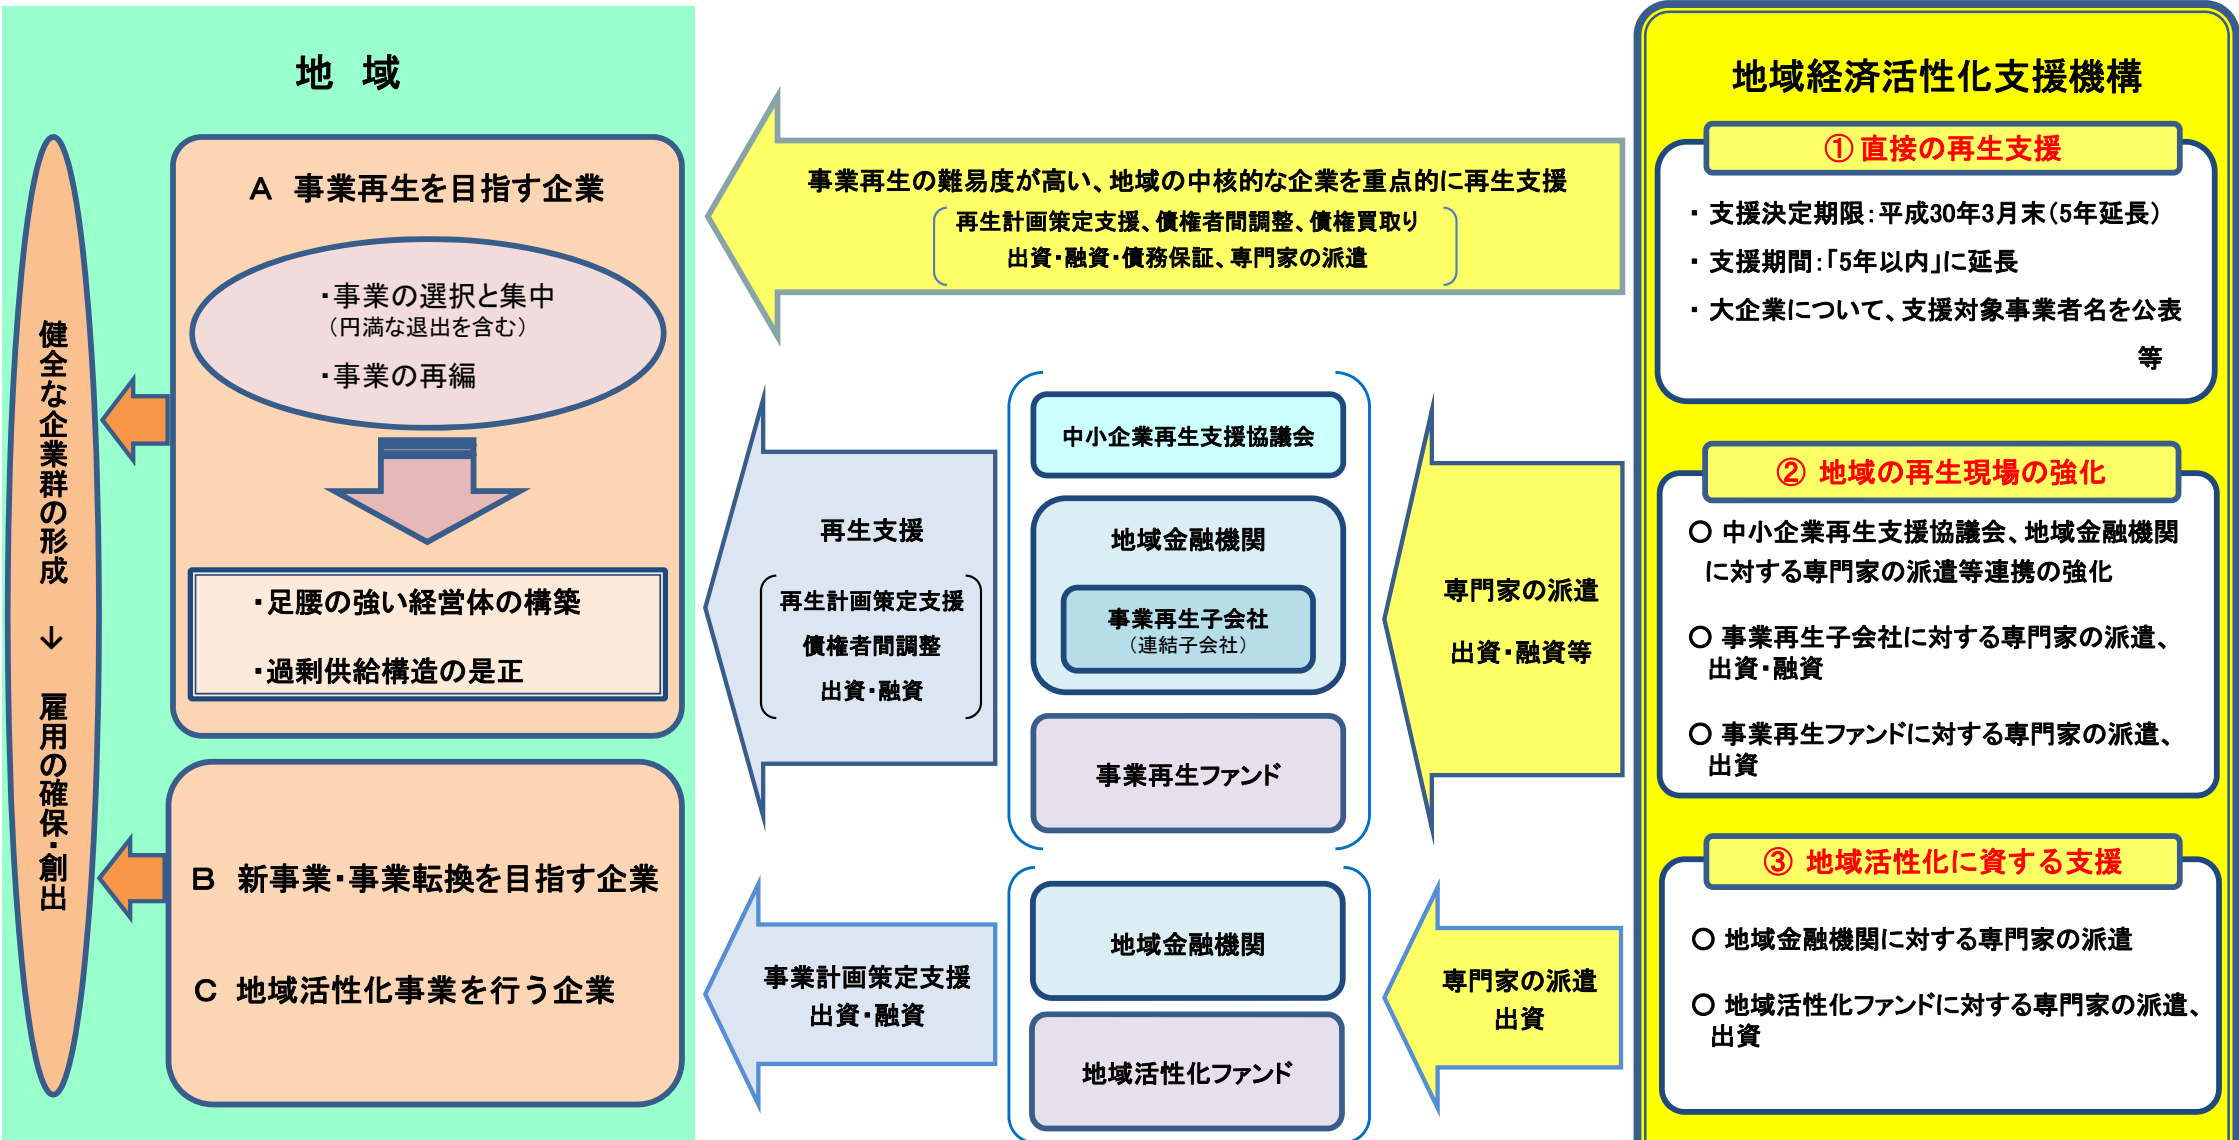 地 域
健全な企業群の形成 ↓ 雇用の確保・創出
A 事業再生を目指す企業
・事業の選択と集中
（円満な退出を含む）
・事業の再編
・足腰の強い経営体の構築
・過剰供給構造の是正
B 新事業・事業転換を目指す企業
C 地域活性化事業を行う企業
事業再生の難易度が高い、地域の中核的な企業を重点的に再生支援
再生計画策定支援、債権者間調整、債権買取り
出資・融資・債務保証、専門家の派遣
再生支援
再生計画策定支援
債権者間調整
出資・融資
中小企業再生支援協議会
地域金融機関
事業再生子会社
（連結子会社）
事業再生ファンド
専門家の派遣
出資・融資等
事業計画策定支援
出資・融資
地域金融機関
地域活性化ファンド
専門家の派遣
出資
地域経済活性化支援機構
① 直接の再生支援
・ 支援決定期限：平成30年3月末（5年延長）
・ 支援期間：「5年以内」に延長
・ 大企業について、支援対象事業者名を公表
等
② 地域の再生現場の強化
○ 中小企業再生支援協議会、地域金融機関
に対する専門家の派遣等連携の強化
○ 事業再生子会社に対する専門家の派遣、
出資・融資
○ 事業再生ファンドに対する専門家の派遣、
出資
③ 地域活性化に資する支援
○ 地域金融機関に対する専門家の派遣
○ 地域活性化ファンドに対する専門家の派遣、
出資